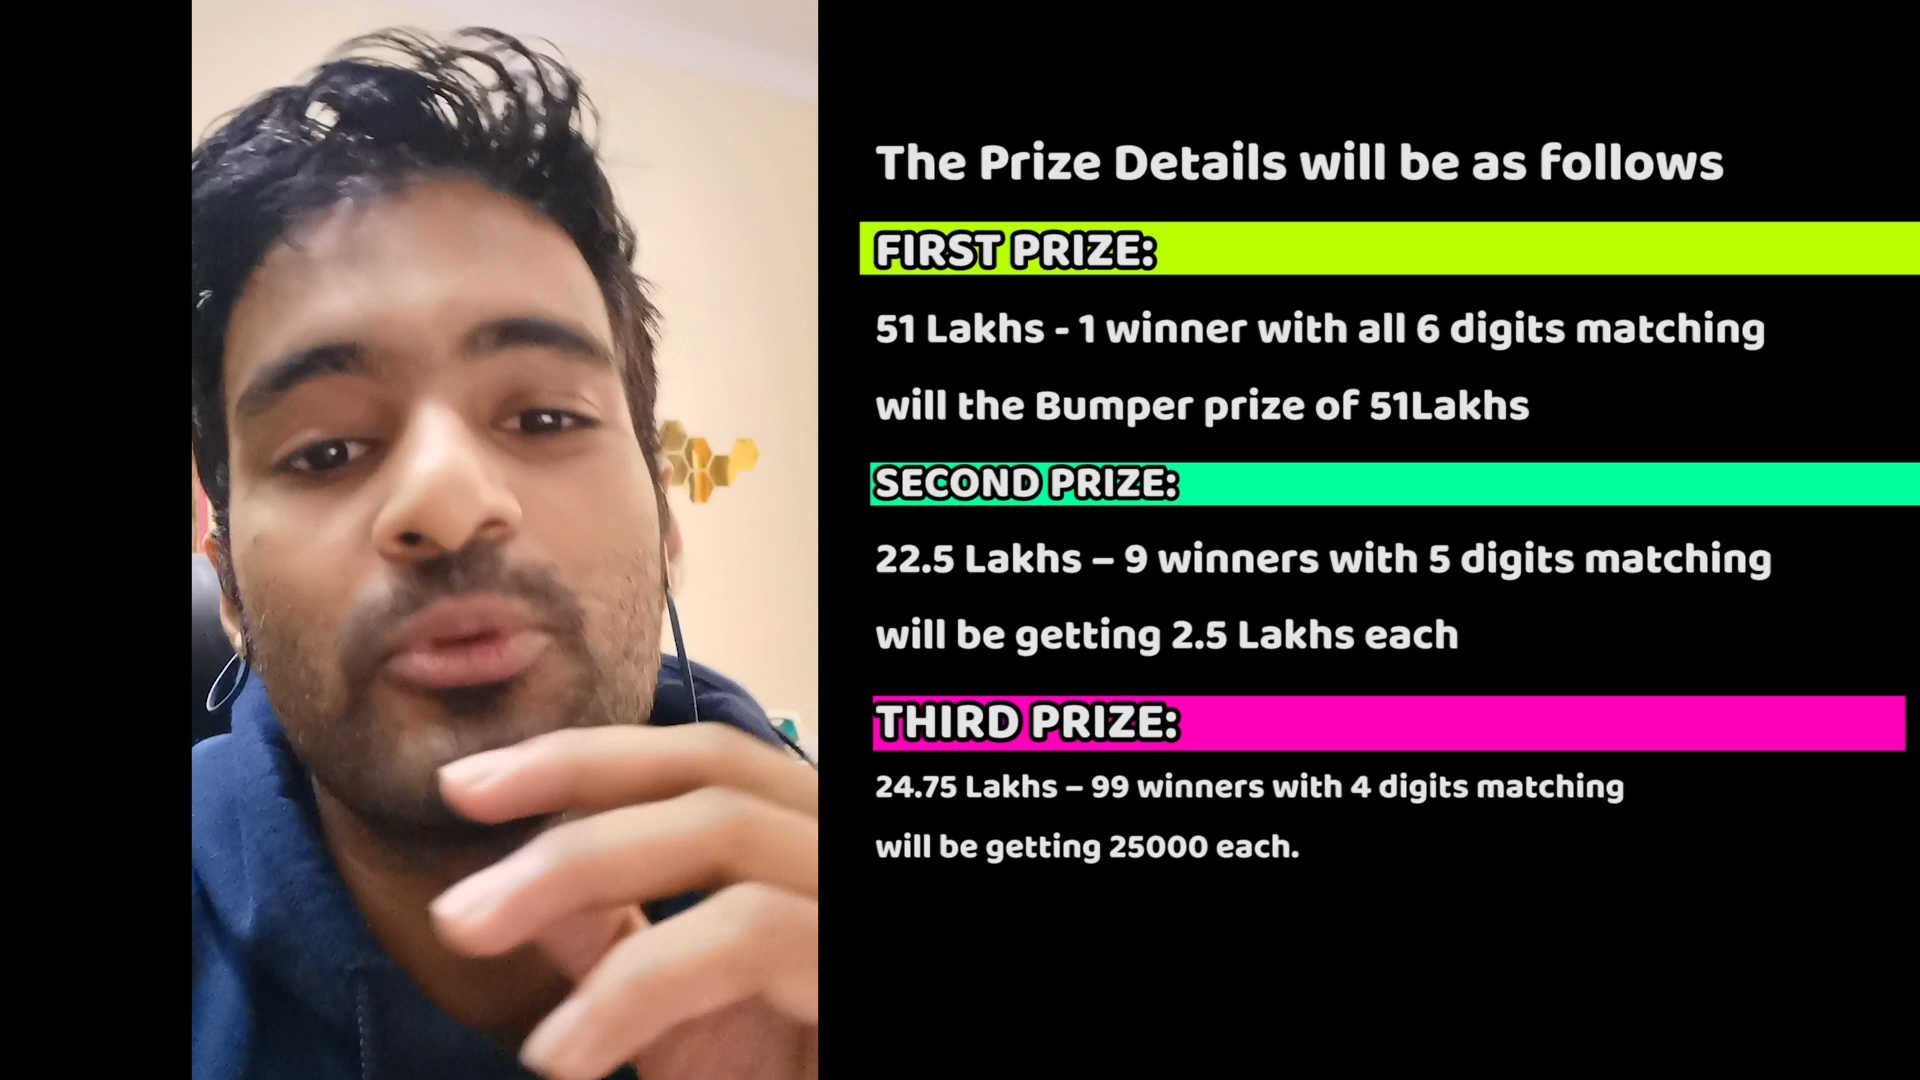 The Prize Details will be as follows
FIRST PRIZE:
51 Lakhs - 1 winner with all 6 digits matching
will the Bumper prize of 51Lakhs
SECOND PRIZE:
22.5 Lakhs – 9 winners with 5 digits matching
will be getting 2.5 Lakhs each
THIRD PRIZE:
24.75 Lakhs – 99 winners with 4 digits matching
will be getting 25000 each.